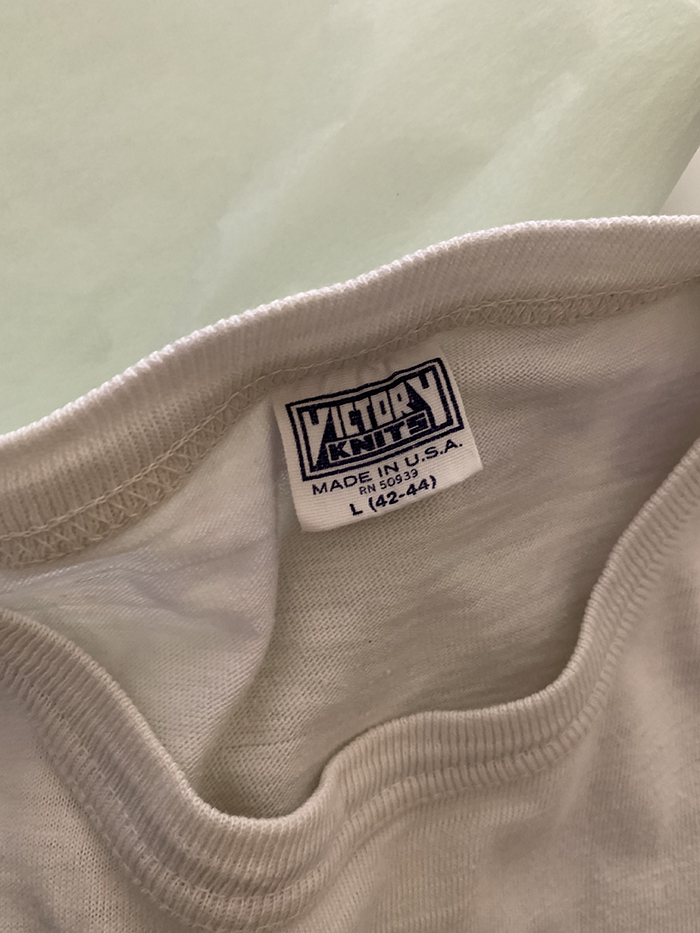 VICTORY
KNITS
MADE IN U.S.A.
RN 50939
L (42-44)